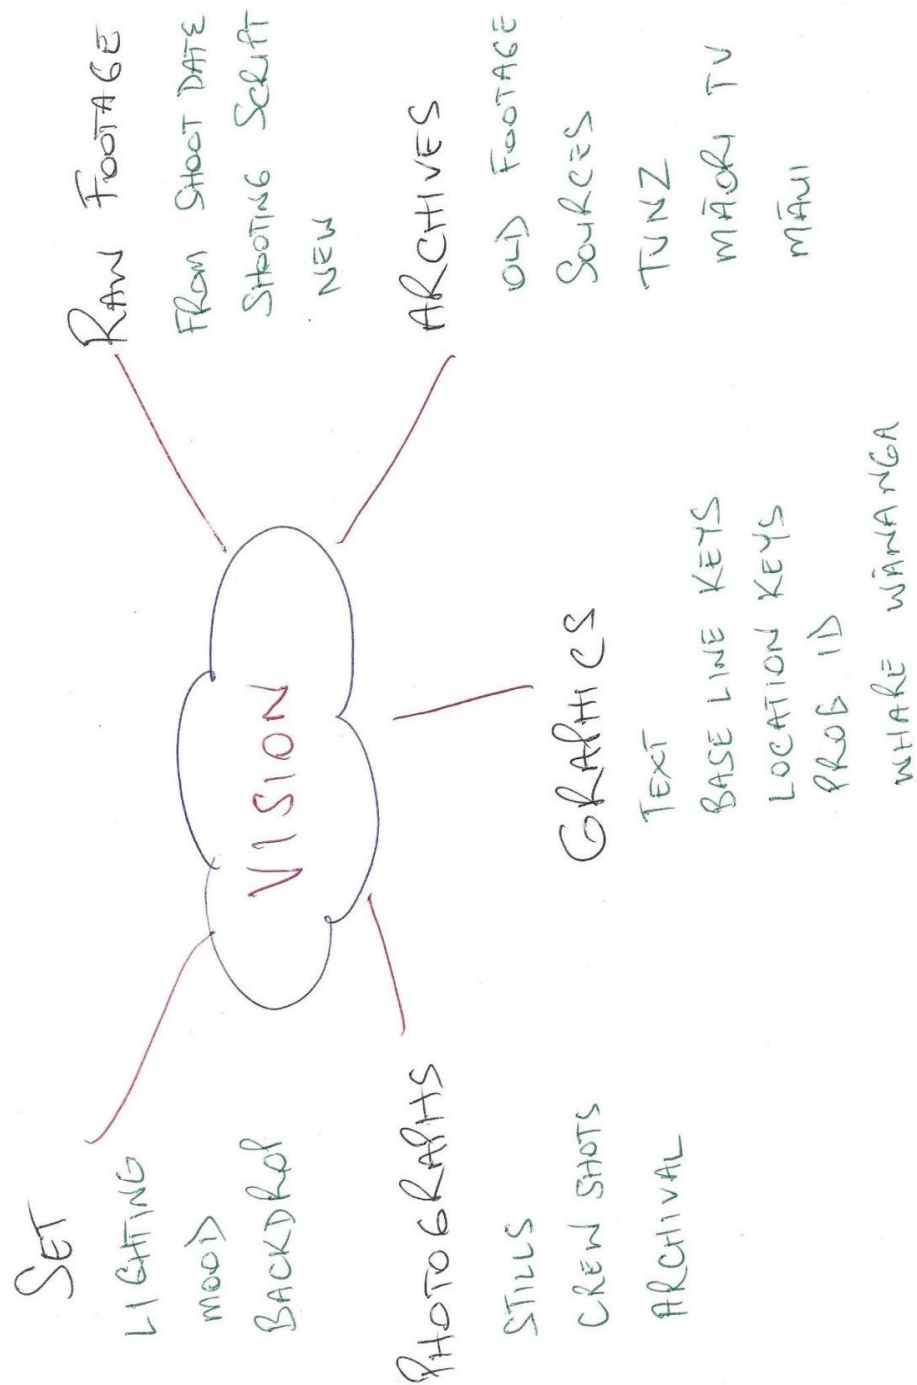 SET
LIGHTING
MOOD
BACKDROP
RAW FOOTAGE
FROM SHOOT DATE
SHOOTING SCRIPT
NEW
VISION
PHOTOGRAPHS
STILLS
CREW SHOTS
ARCHIVAL
GRAPHICS
TEXT
BASE LINE KEYS
LOCATION KEYS
PROG ID
WHARE WĀNANGA
ARCHIVES
OLD FOOTAGE
SOURCES
TVNZ
MĀORI TV
MĀUI